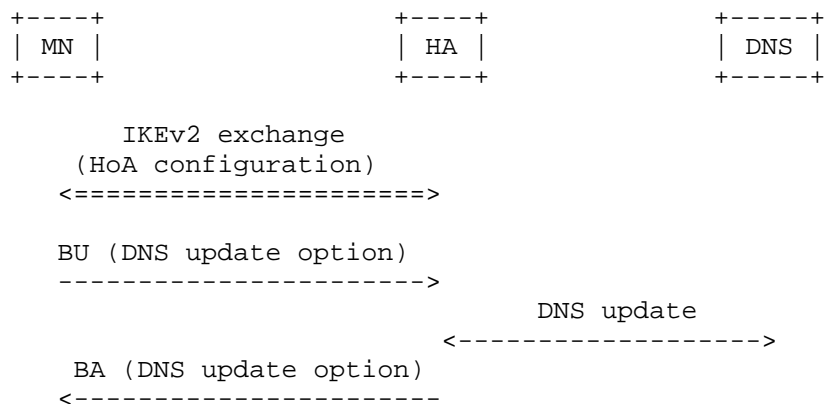 +----+ +----+ +-----+
| MN | | HA | | DNS |
+----+ +----+ +-----+
IKEv2 exchange
(HoA configuration)
<======================>
BU (DNS update option)
----------------------->
DNS update
<------------------->
BA (DNS update option)
<-----------------------